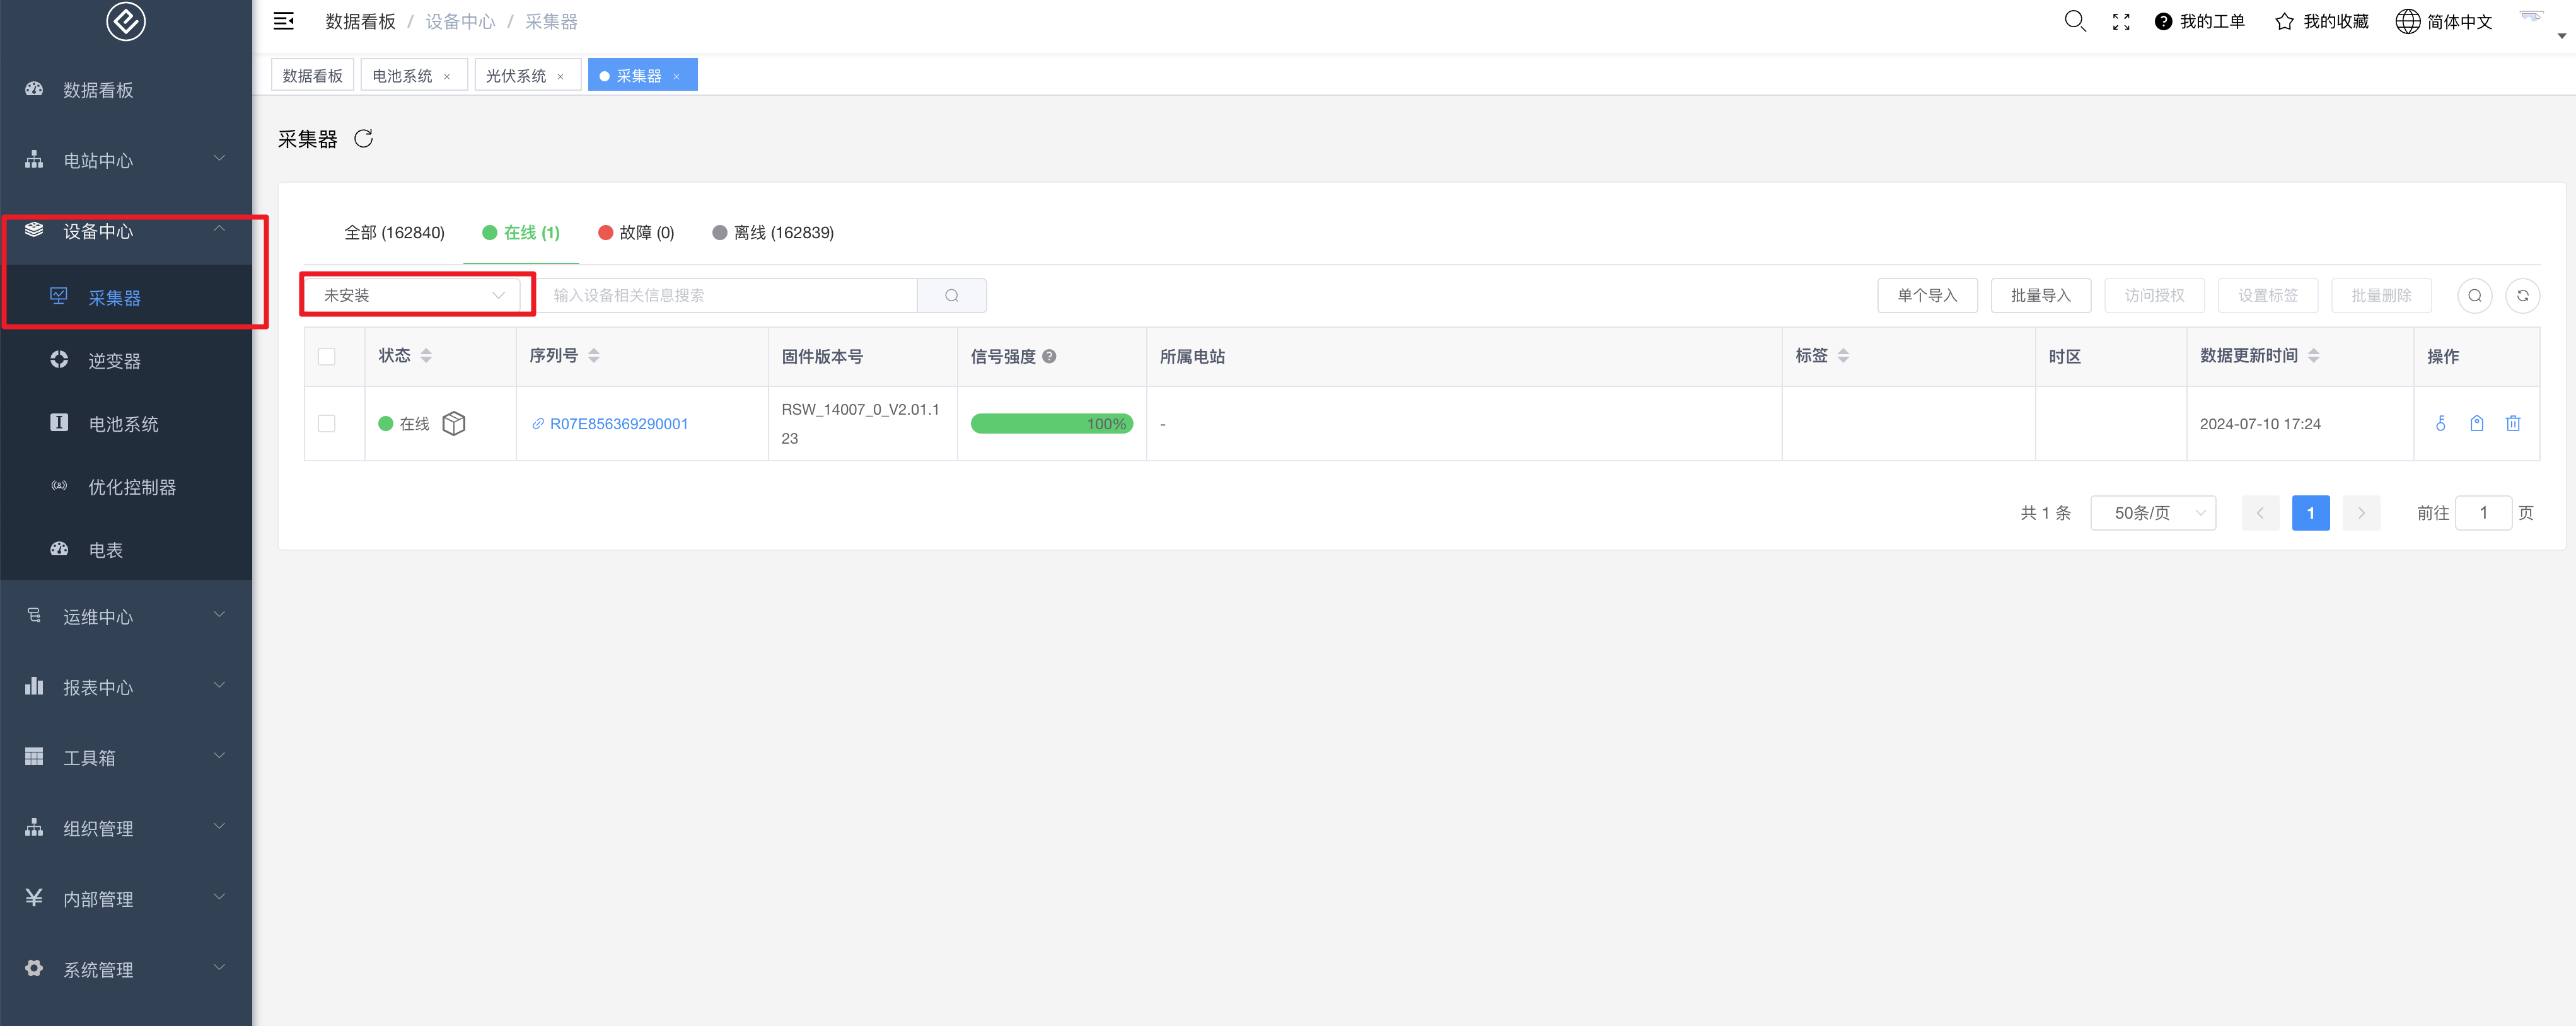 数据看板 / 设备中心 / 采集器
我的工单
我的收藏
简体中文
数据看板
电池系统 ×
光伏系统 ×
采集器 ×
数据看板
电站中心
设备中心
采集器
逆变器
电池系统
优化控制器
电表
运维中心
报表中心
工具箱
组织管理
内部管理
系统管理
采集器
全部 (162840)
在线 (1)
故障 (0)
离线 (162839)
未安装
输入设备相关信息搜索
单个导入
批量导入
访问授权
设置标签
批量删除
状态
序列号
固件版本号
信号强度
所属电站
标签
时区
数据更新时间
操作
在线
R07E856369290001
RSW_14007_0_V2.01.1
23
100%
-
2024-07-10 17:24
共 1 条
50条/页
1
前往 1 页